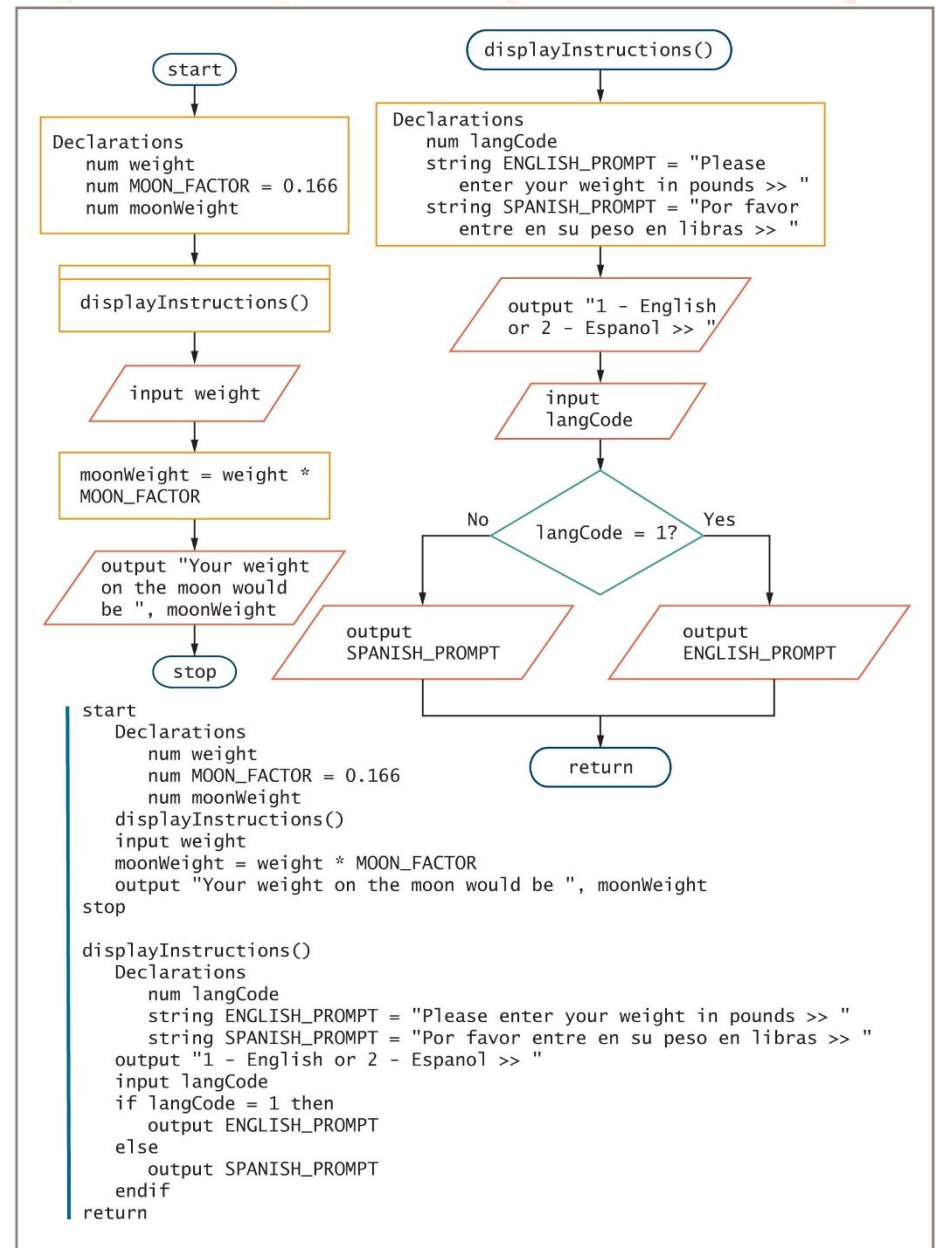 start
Declarations
num weight
num MOON_FACTOR = 0.166
num moonWeight
displayInstructions()
input weight
moonWeight = weight *
MOON_FACTOR
output "Your weight
on the moon would
be ", moonWeight
stop
displayInstructions()
Declarations
num langCode
string ENGLISH_PROMPT = "Please
enter your weight in pounds >> "
string SPANISH_PROMPT = "Por favor
entre en su peso en libras >> "
output "1 - English
or 2 - Espanol >> "
input
langCode
langCode = 1?
No
Yes
output
SPANISH_PROMPT
output
ENGLISH_PROMPT
return
start
Declarations
num weight
num MOON_FACTOR = 0.166
num moonWeight
displayInstructions()
input weight
moonWeight = weight * MOON_FACTOR
output "Your weight on the moon would be ", moonWeight
stop
displayInstructions()
Declarations
num langCode
string ENGLISH_PROMPT = "Please enter your weight in pounds >> "
string SPANISH_PROMPT = "Por favor entre en su peso en libras >> "
output "1 - English or 2 - Espanol >> "
input langCode
if langCode = 1 then
output ENGLISH_PROMPT
else
output SPANISH_PROMPT
endif
return